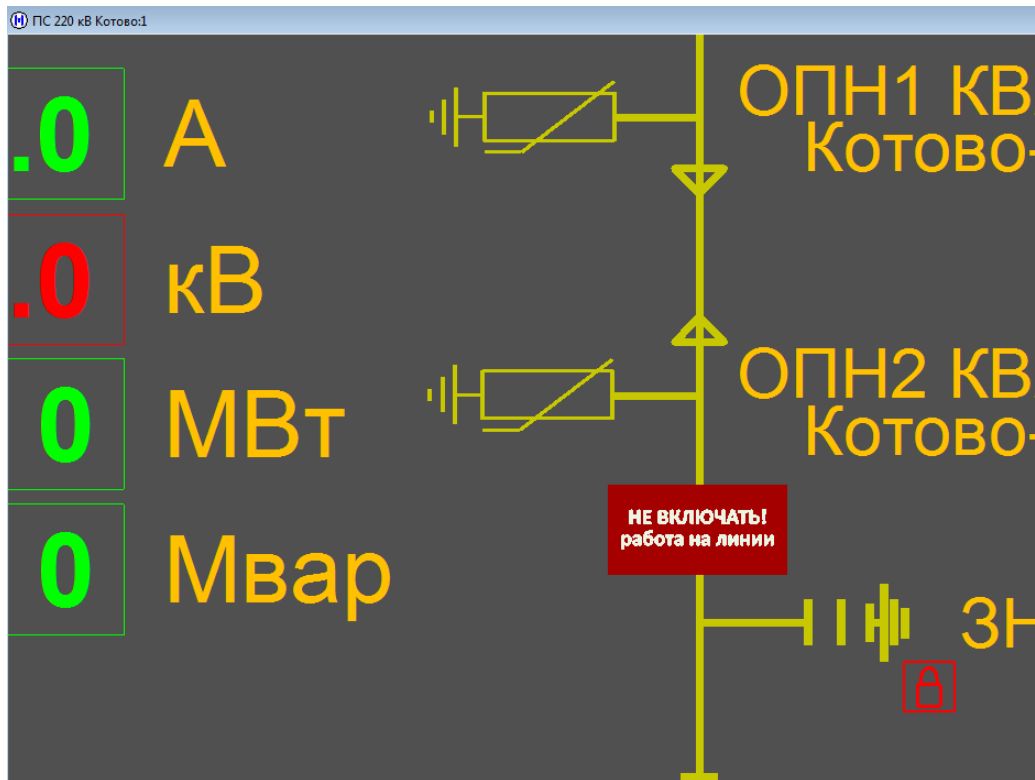 ПС 220 кВ Котово:1
.0 А
ОПН1 КВ
Котово-
.0 кВ
0 МВт
ОПН2 КВ
Котово-
0 Мвар
НЕ ВКЛЮЧАТЬ!
работа на линии
ЗН